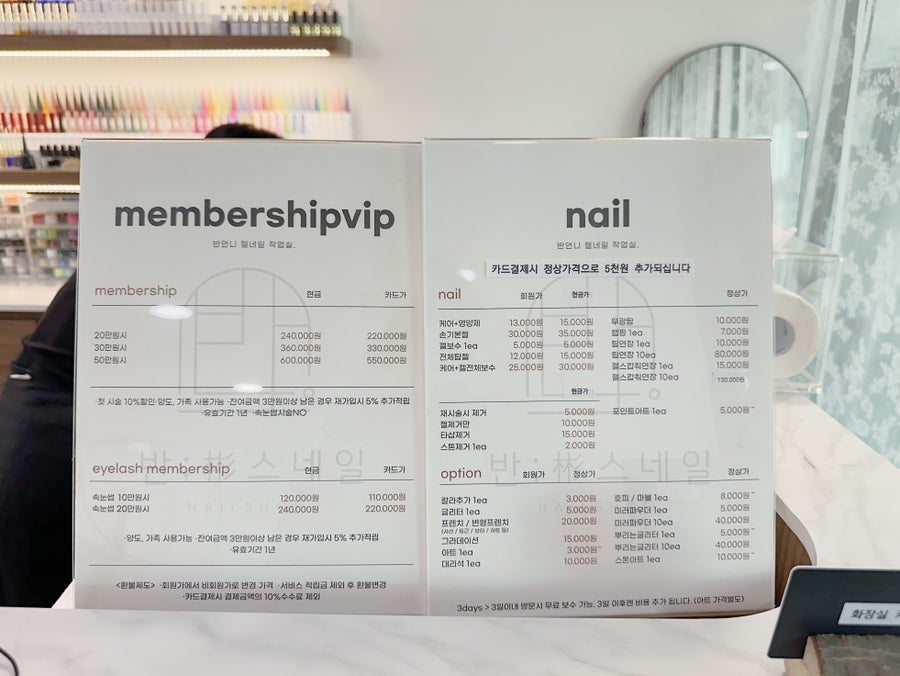 membershipvip
반언니 젤네일 작업실.
membership 현금 카드가
20만원시 240.000원 220.000원
30만원시 360.000원 330.000원
50만원시 600.000원 550.000원
·첫 시술 10%할인·양도, 가족 사용가능 ·잔여금액 3만원이상 남은 경우 재가입시 5% 추가적립
·유효기간 1년 ·속눈썹시술NO
eyelash membership 현금 카드가
속눈썹 10만원시 120.000원 110.000원
속눈썹 20만원시 240.000원 220.000원
·양도, 가족 사용가능 ·잔여금액 3만원이상 남은 경우 재가입시 5% 추가적립
·유효기간 1년
<환불제도> ·회원가에서 비회원가로 변경 가격 ·서비스 적립금 제외 후 환불변경
·카드결제시 결제금액의 10%수수료 제외
nail
반언니 젤네일 작업실.
카드결제시 정상가격으로 5천원 추가되십니다
nail 회원가 현금가 정상가
케어+영양제 13.000원 15.000원 무광탑 10.000원
손기본젤 30.000원 35.000원 랩핑 1ea 7.000원
젤보수 1ea 5.000원 5.000원 팁연장 1ea 10.000원
전체탑젤 12.000원 15.000원 팁연장 10ea 80.000원
케어+젤전체보수 25.000원 30.000원 젤스캅춰연장 1ea 15.000원
젤스캅춰연장 10ea 130.000원
현금가
재시술시 제거 5.000원 포인트아트 1ea 5.000원~
젤제거만 10.000원
타샵제거 15.000원
스톤제거 1ea 2.000원
option 회원가 정상가 정상가
칼라추가 1ea 3.000원 호피 / 마블 1ea 8.000원~
글리터 1ea 5.000원 미러파우더 1ea 5.000원
프렌치 / 변형프렌치 20.000원 미러파우더 10ea 40.000원
그라데이션 15.000원 뿌리는글리터 1ea 5.000원~
아트 1ea 3.000원~ 뿌리는글리터 10ea 40.000원
대리석 1ea 10.000원 스톤아트 1ea 10.000원~
3days > 3일이내 방문시 무료 보수 가능. 3일 이후엔 비용 추가 됩니다. (아트 가격별도)
반:彬스네일
화장실